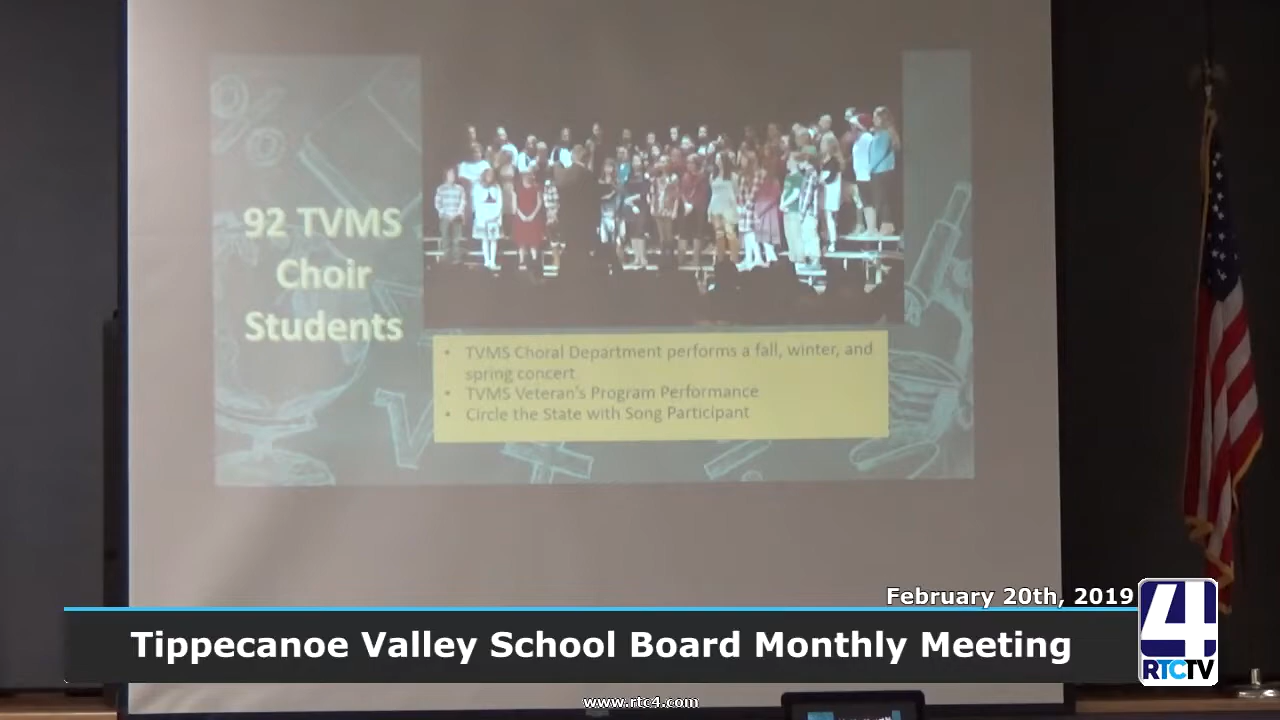 92 TVMS
Choir
Students
• TVMS Choral Department performs a fall, winter, and
spring concert
• TVMS Veteran's Program Performance
• Circle the State with Song Participant
February 20th, 2019
Tippecanoe Valley School Board Monthly Meeting
4
RTCTV
www.rtc4.com